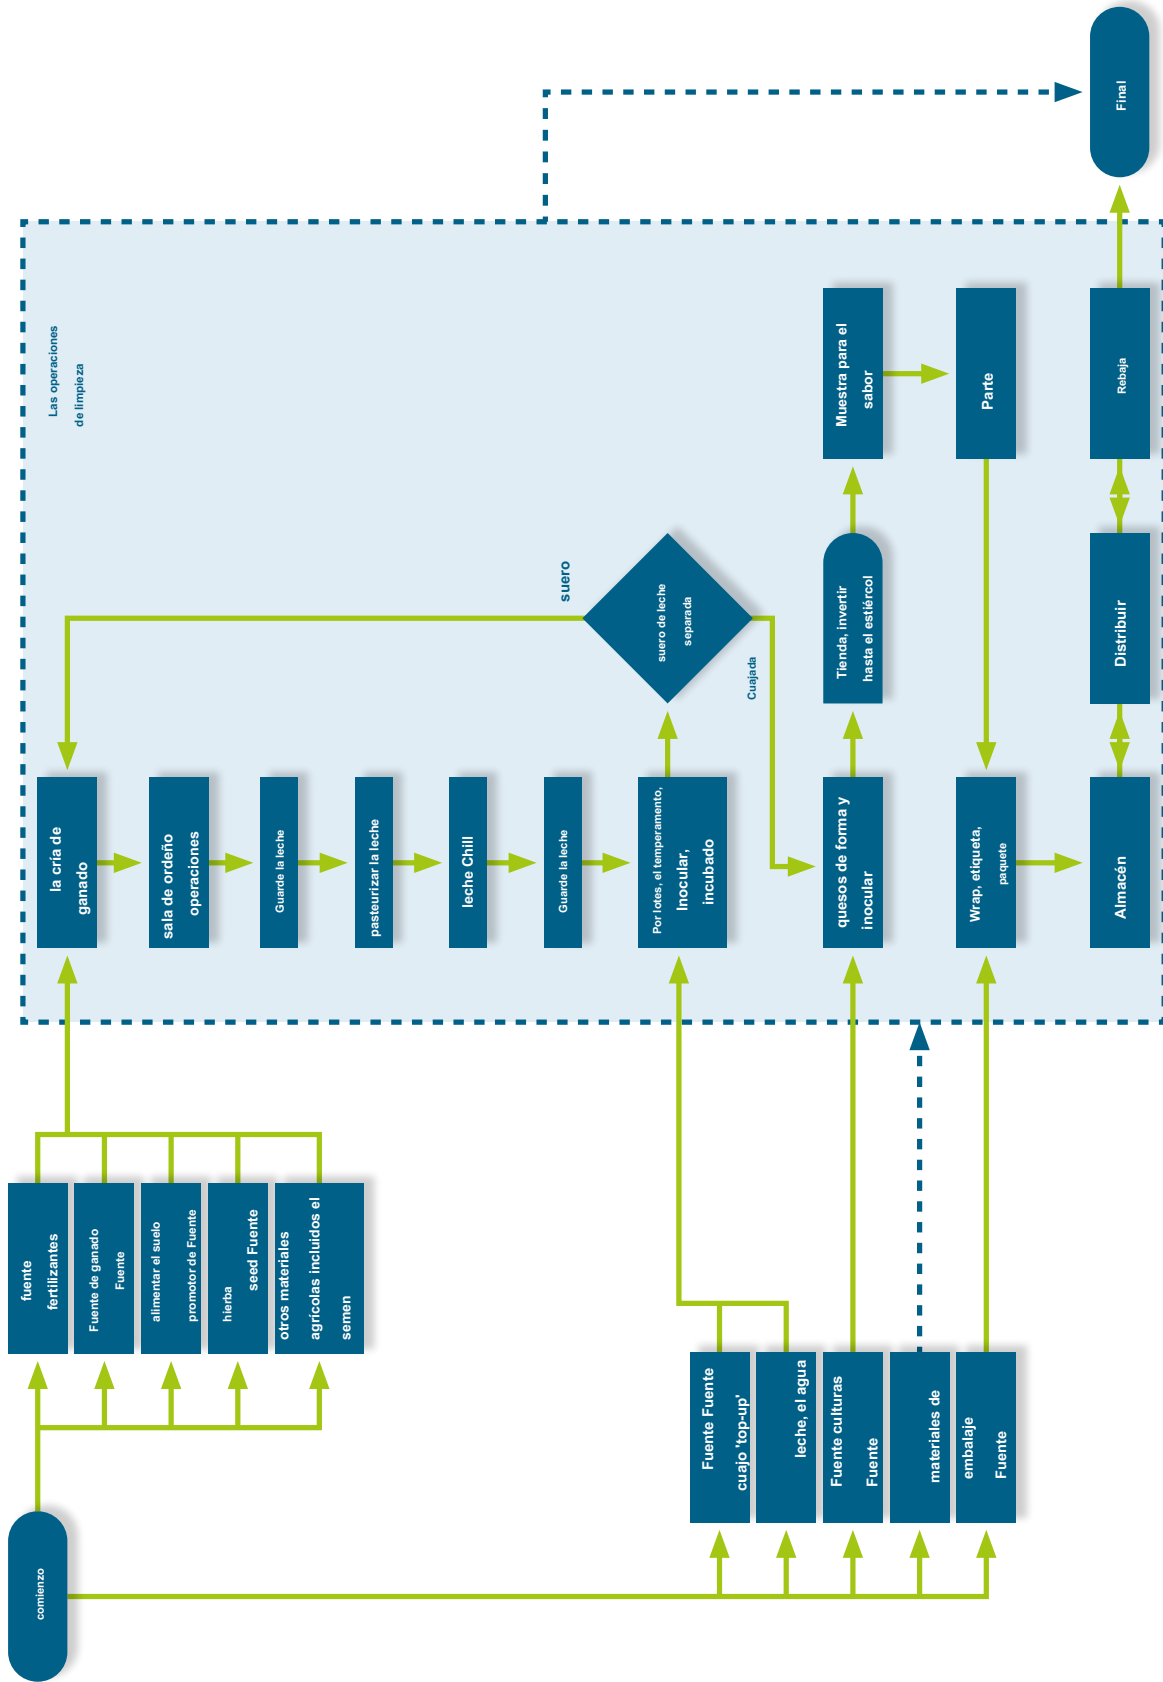 comienzo
fuente
fertilizantes
Fuente de ganado
Fuente
alimentar el suelo
promotor de Fuente
hierba
seed Fuente
otros materiales
agrícolas incluidos el
semen
Fuente Fuente
cuajo 'top-up'
leche, el agua
Fuente culturas
Fuente
materiales de
embalaje
Fuente
Las operaciones
de limpieza
la cría de
ganado
sala de ordeño
operaciones
Guarde la leche
pasteurizar la leche
leche Chill
Guarde la leche
Por lotes, el temperamento,
Inocular,
incubado
suero de leche
separada
suero
Cuajada
quesos de forma y
inocular
Tienda, invertir
hasta el estiércol
Muestra para el
sabor
Parte
Wrap, etiqueta,
paquete
Almacén
Distribuir
Rebaja
Final